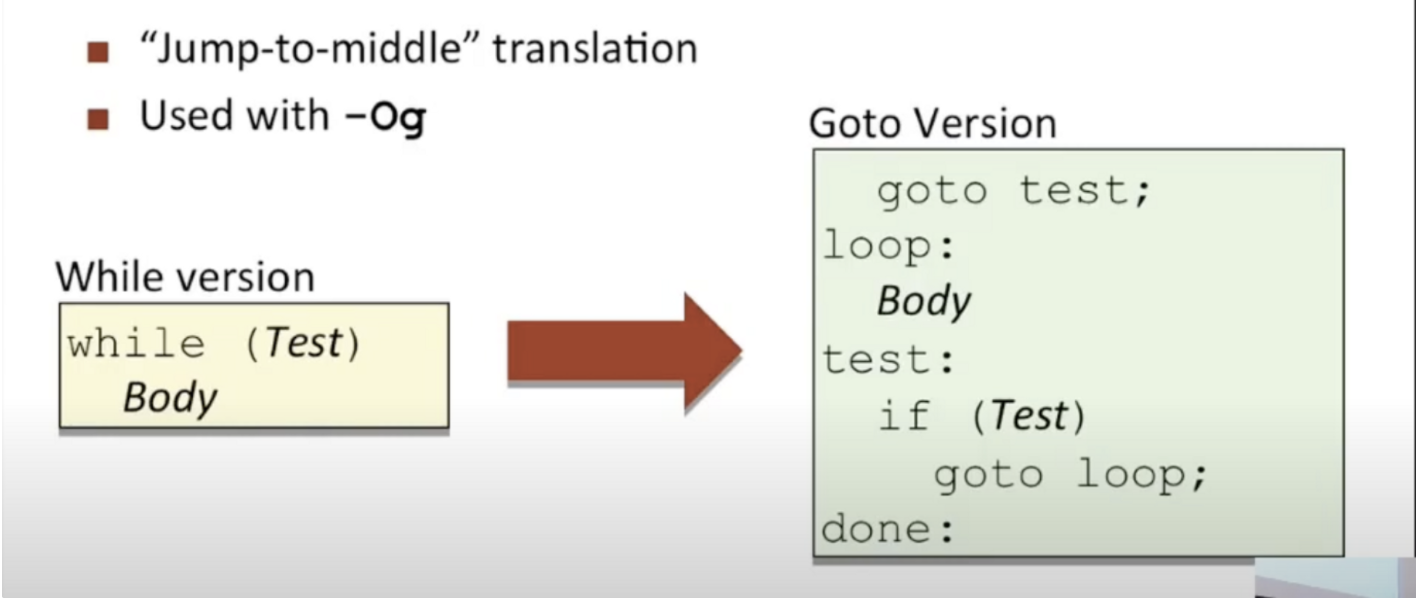 “Jump-to-middle” translation
Used with –Og
While version
while (Test)
Body
Goto Version
goto test;
loop:
Body
test:
if (Test)
goto loop;
done: